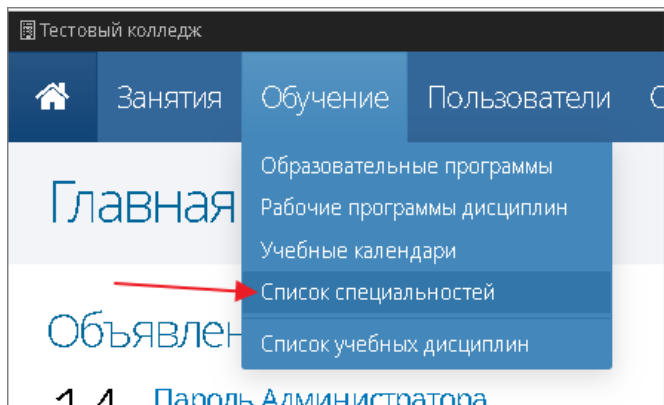 Тестовый колледж
Занятия Обучение Пользователи
Образовательные программы
Главная
Рабочие программы дисциплин
Учебные календари
Список специальностей
Объявлен
Список учебных дисциплин
14 Пароль Администратора